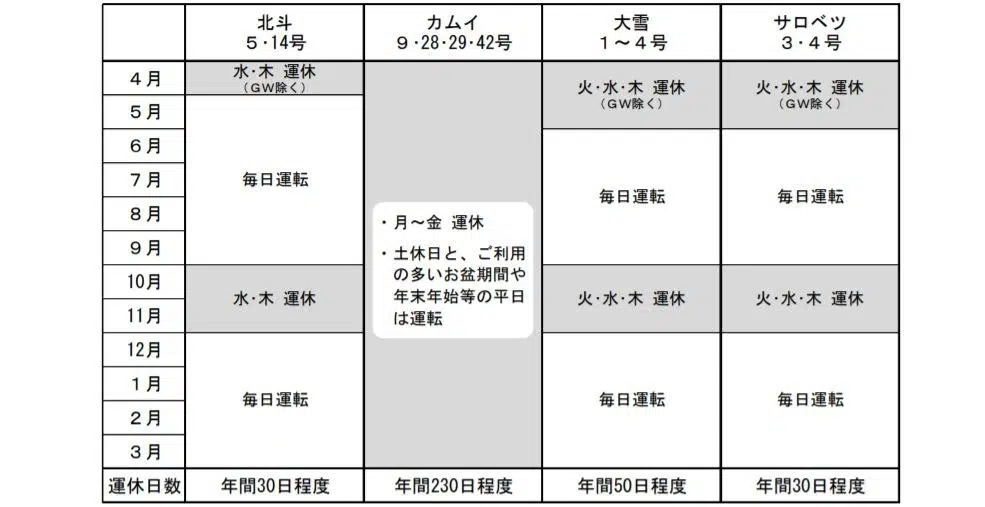 北斗
５・14号
カムイ
９・28・29・42号
大雪
１～４号
サロベツ
３・４号
４月
５月
６月
７月
８月
９月
10月
11月
12月
１月
２月
３月
水・木 運休
（ＧＷ除く）
毎日運転
水・木 運休
毎日運転
・月～金 運休
・土休日と、ご利用
の多いお盆期間や
年末年始等の平日
は運転
火・水・木 運休
（ＧＷ除く）
毎日運転
火・水・木 運休
毎日運転
火・水・木 運休
（ＧＷ除く）
毎日運転
火・水・木 運休
毎日運転
運休日数
年間30日程度
年間230日程度
年間50日程度
年間30日程度